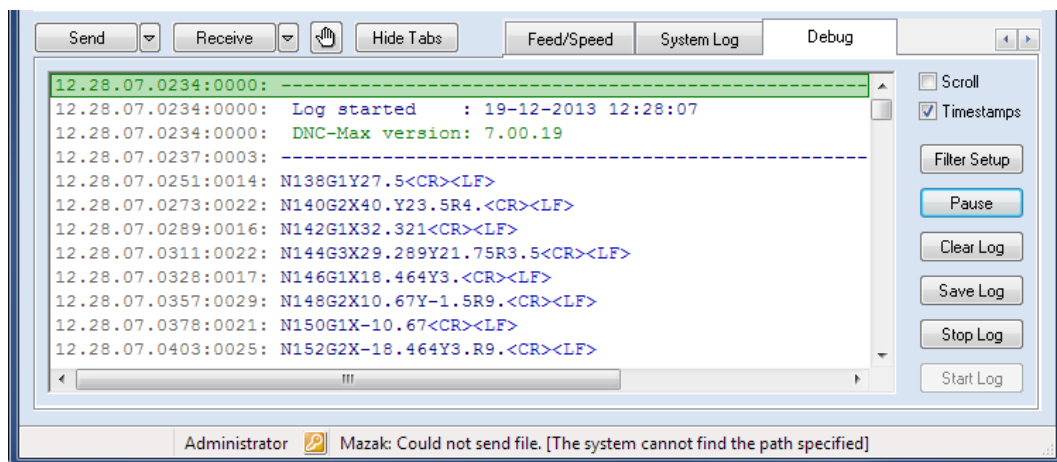 Send Receive Hide Tabs Feed/Speed System Log Debug
12.28.07.0234:0000: ----------------------------------------------------
12.28.07.0234:0000:  Log started    : 19-12-2013 12:28:07
12.28.07.0234:0000:  DNC-Max version: 7.00.19
12.28.07.0237:0003: ----------------------------------------------------
12.28.07.0251:0014: N138G1Y27.5<CR><LF>
12.28.07.0273:0022: N140G2X40.Y23.5R4.<CR><LF>
12.28.07.0289:0016: N142G1X32.321<CR><LF>
12.28.07.0311:0022: N144G3X29.289Y21.75R3.5<CR><LF>
12.28.07.0328:0017: N146G1X18.464Y3.<CR><LF>
12.28.07.0357:0029: N148G2X10.67Y-1.5R9.<CR><LF>
12.28.07.0378:0021: N150G1X-10.67<CR><LF>
12.28.07.0403:0025: N152G2X-18.464Y3.R9.<CR><LF>
Scroll
Timestamps
Filter Setup
Pause
Clear Log
Save Log
Stop Log
Start Log
Administrator Mazak: Could not send file. [The system cannot find the path specified]